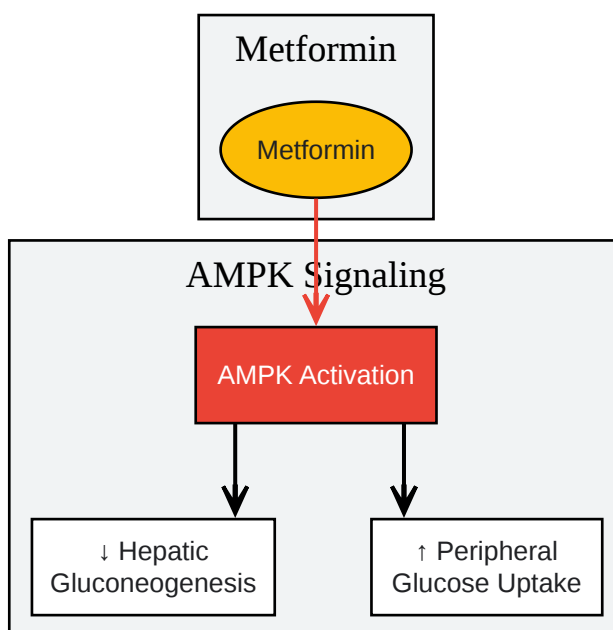 Metformin
Metformin
AMPK Signaling
AMPK Activation
↓ Hepatic
Gluconeogenesis
↑ Peripheral
Glucose Uptake